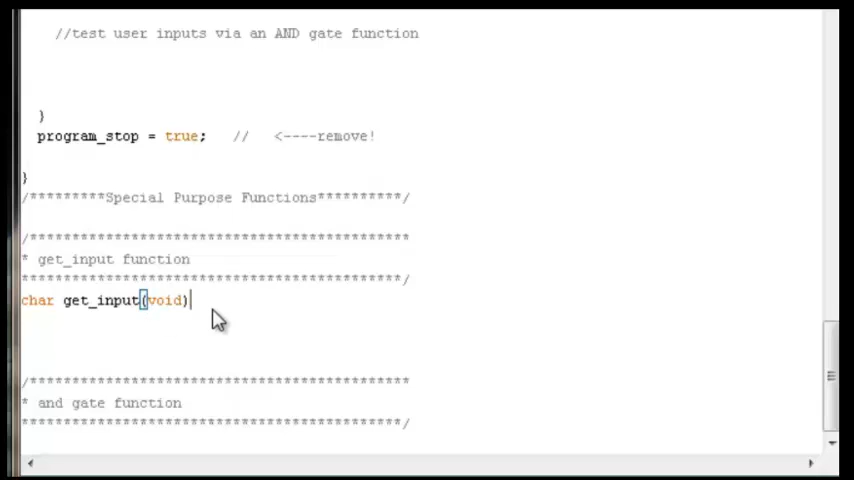 //test user inputs via an AND gate function
}
program_stop = true;   //   <----remove!
}
/*********Special Purpose Functions**********/
/********************************************
* get_input function
********************************************/
char get_input(void)
/********************************************
* and gate function
********************************************/